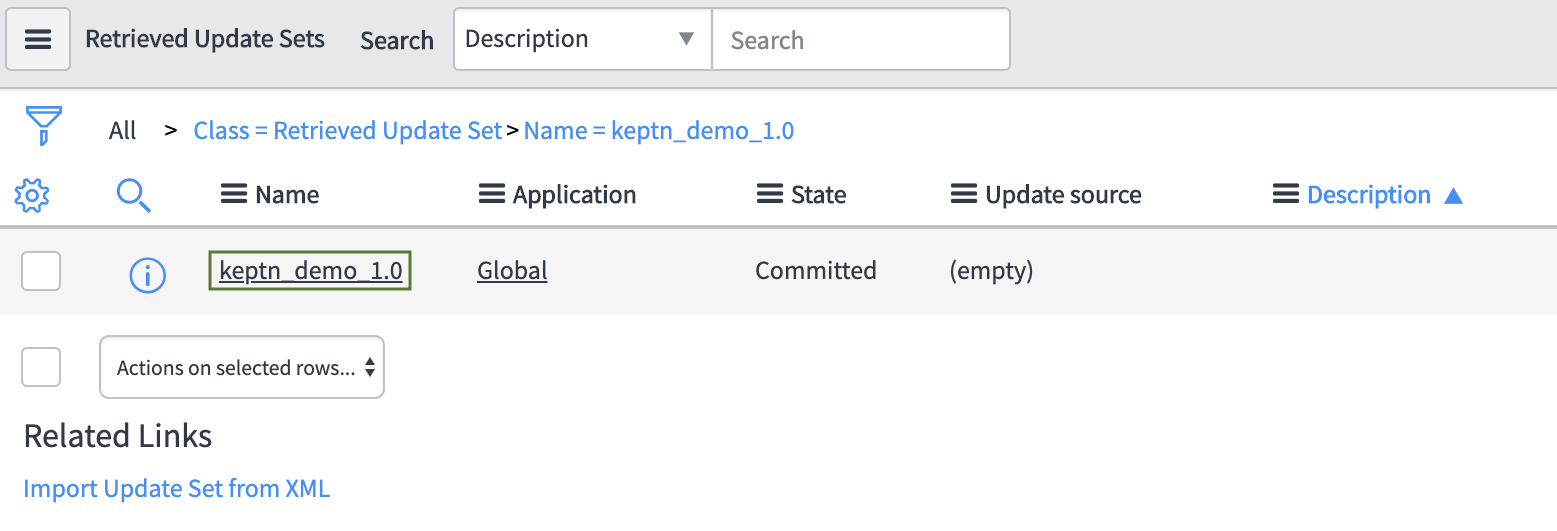 Retrieved Update Sets Search Description ▼ Search
All > Class = Retrieved Update Set > Name = keptn_demo_1.0
Name Application State Update source Description ▲
keptn_demo_1.0 Global Committed (empty)
Actions on selected rows...
Related Links
Import Update Set from XML